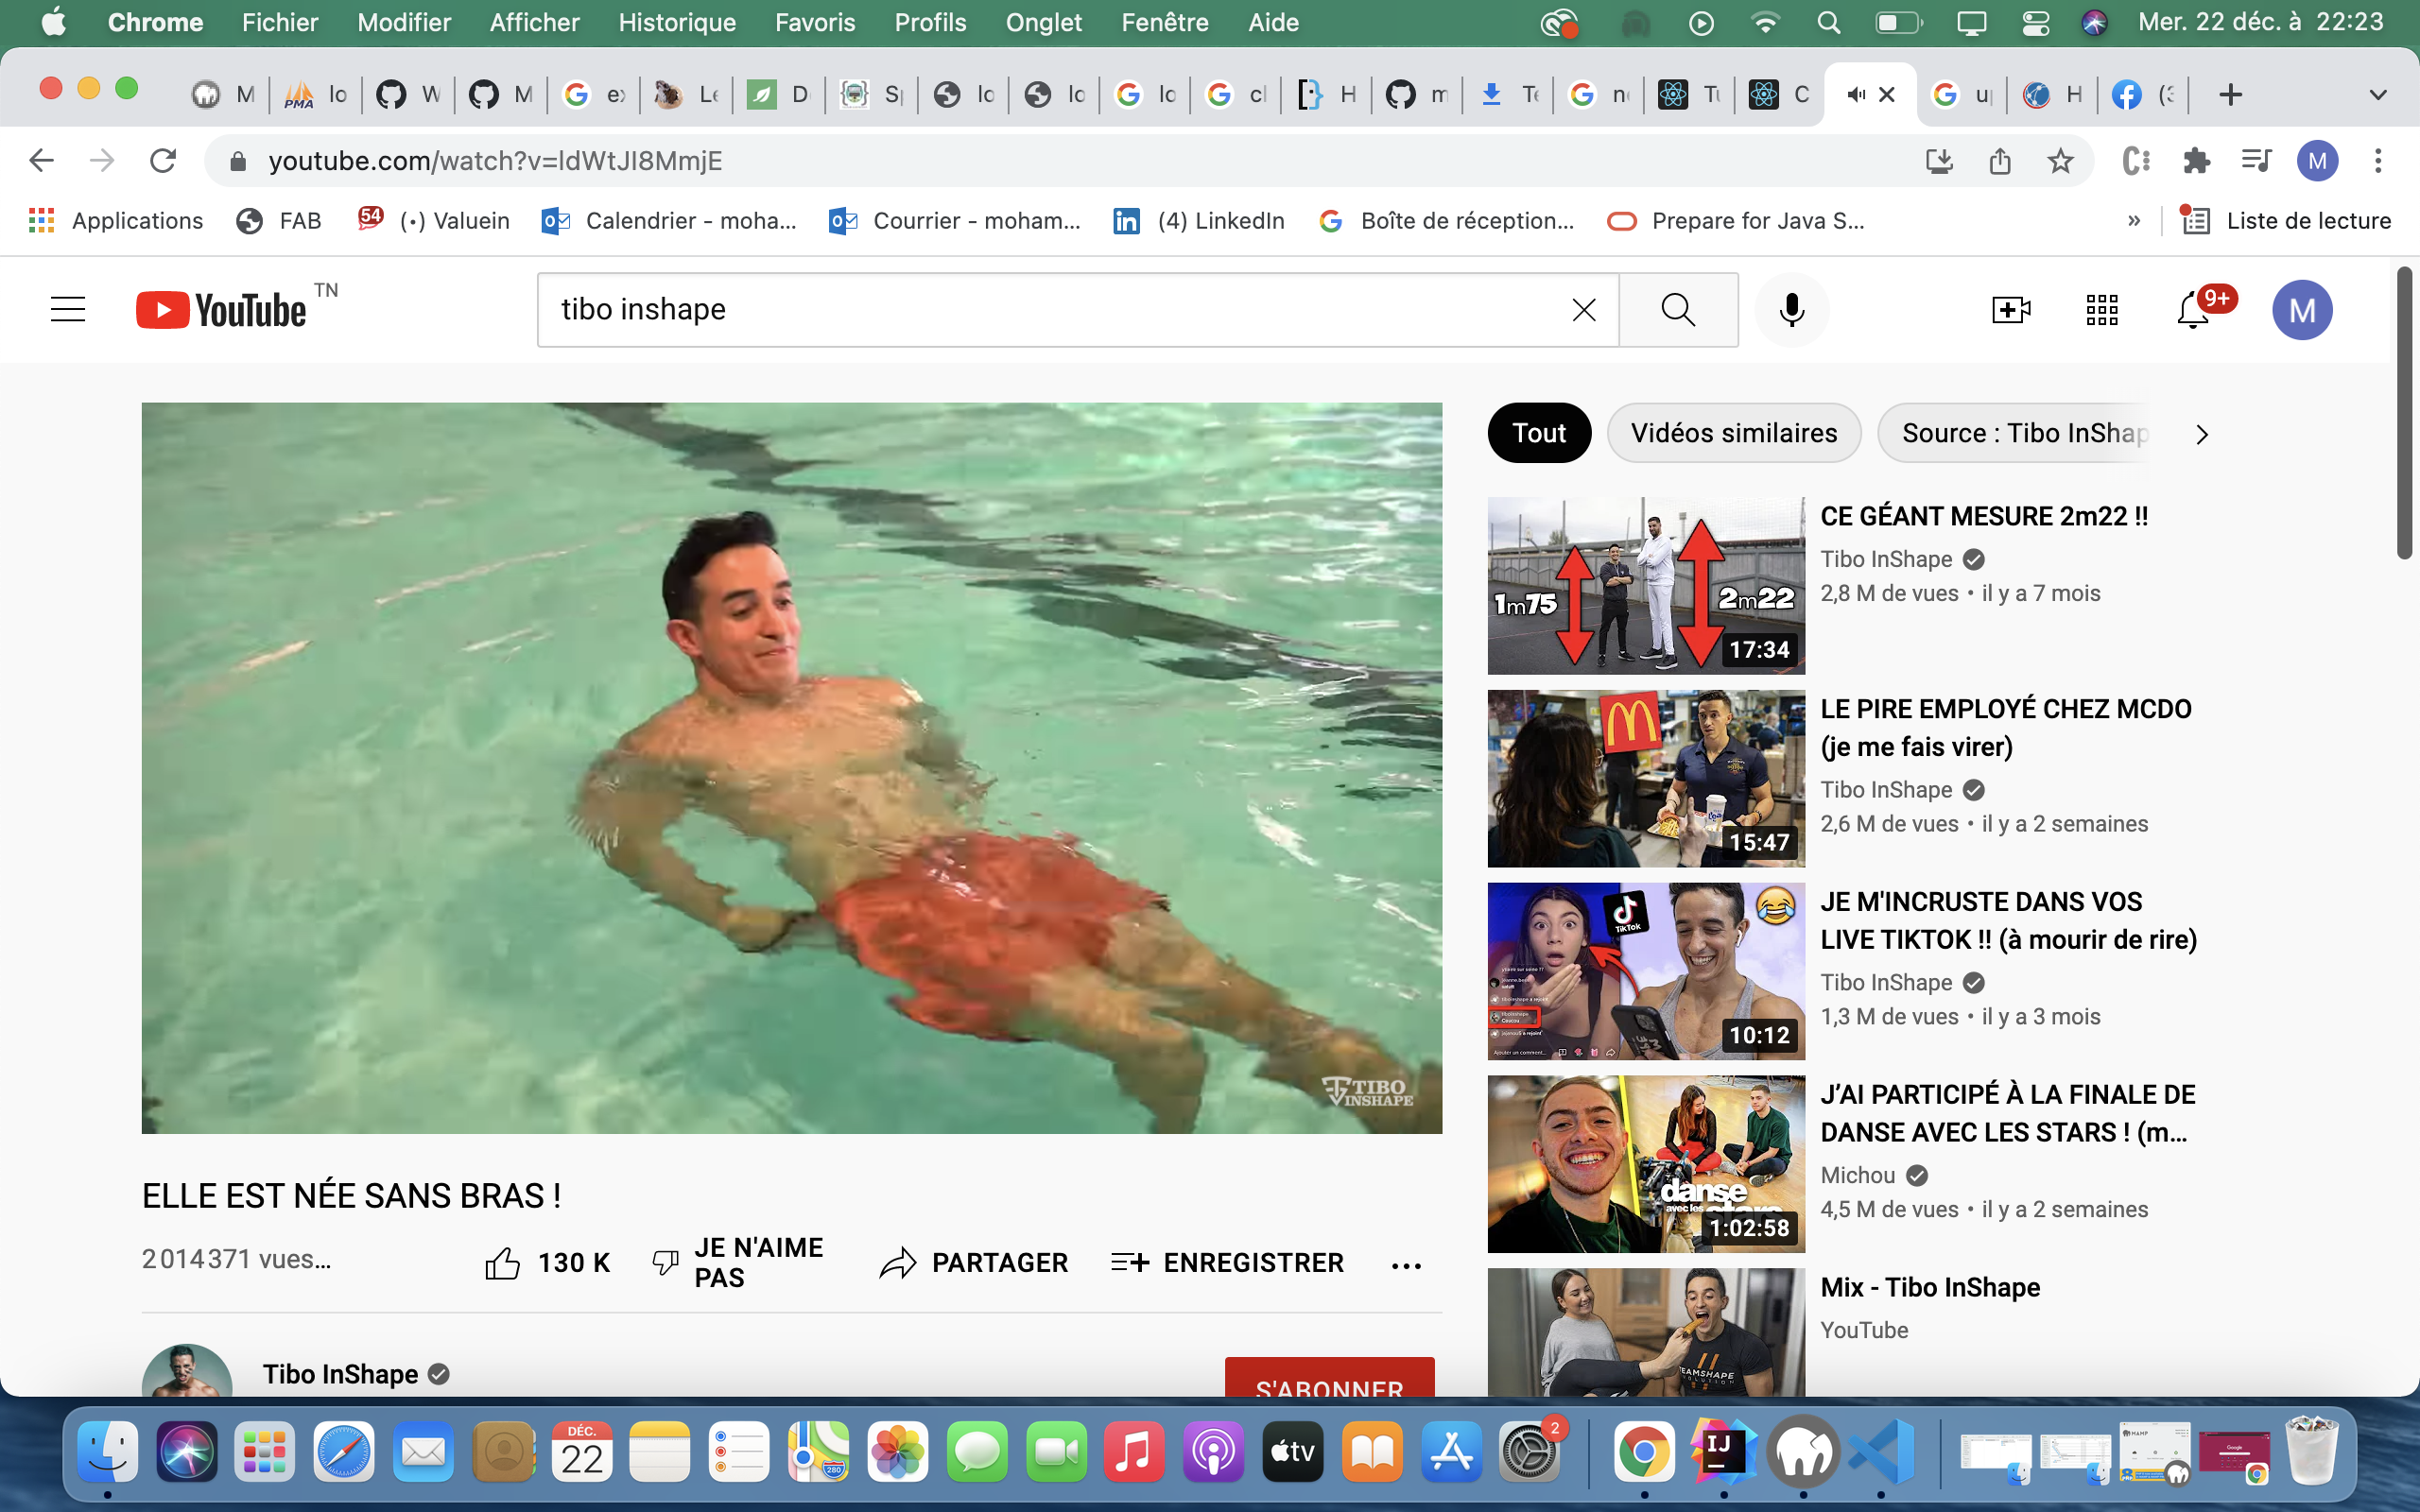 Chrome Fichier Modifier Afficher Historique Favoris Profils Onglet Fenêtre Aide Mer. 22 déc. à 22:23
M lo W M ex Le D Sp lo lo lo cl H m Te n Tu C u H (3
youtube.com/watch?v=ldWtJI8MmjE M
Applications FAB 54 (•) Valuein Calendrier - moha... Courrier - moham... (4) LinkedIn Boîte de réception... Prepare for Java S... » Liste de lecture
YouTube TN tibo inshape 9+ M
Tout Vidéos similaires Source : Tibo InShap
1m75 2m22
17:34
CE GÉANT MESURE 2m22 !!
Tibo InShape
2,8 M de vues • il y a 7 mois
15:47
LE PIRE EMPLOYÉ CHEZ MCDO
(je me fais virer)
Tibo InShape
2,6 M de vues • il y a 2 semaines
TikTok
10:12
JE M'INCRUSTE DANS VOS
LIVE TIKTOK !! (à mourir de rire)
Tibo InShape
1,3 M de vues • il y a 3 mois
danse
avec les stars
1:02:58
J'AI PARTICIPÉ À LA FINALE DE
DANSE AVEC LES STARS ! (m...
Michou
4,5 M de vues • il y a 2 semaines
Mix - Tibo InShape
YouTube
TEAMSHAPE
TIBO
INSHAPE
ELLE EST NÉE SANS BRAS !
2 014 371 vues...
130 K
JE N'AIME
PAS
PARTAGER
ENREGISTRER
Tibo InShape
S'ABONNER
DÉC.
22
280
tv
2
IJ